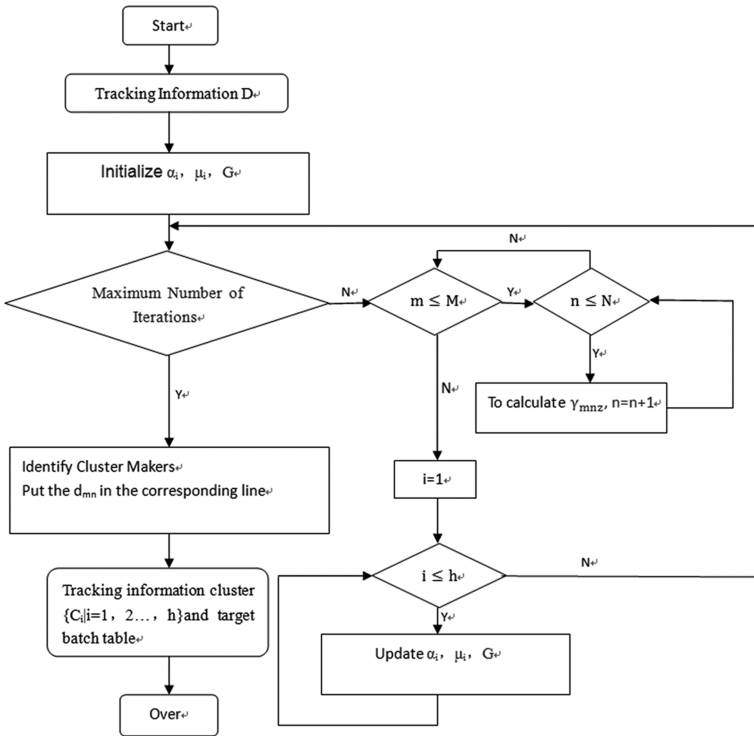 Start↵
Tracking Information D↵
Initialize αᵢ, μᵢ, G↵
N↵
Maximum Number of
Iterations↵
N↵
m ≤ M↵
Y↵
n ≤ N↵
Y↵
Y↵
N↵
To calculate γₘₙz, n=n+1↵
Identify Cluster Makers↵
Put the dₘₙ in the corresponding line↵
i=1↵
i ≤ h↵
N↵
Tracking information cluster
{Cᵢ|i=1, 2..., h}and target
batch table↵
Y↵
Update αᵢ, μᵢ, G↵
Over↵